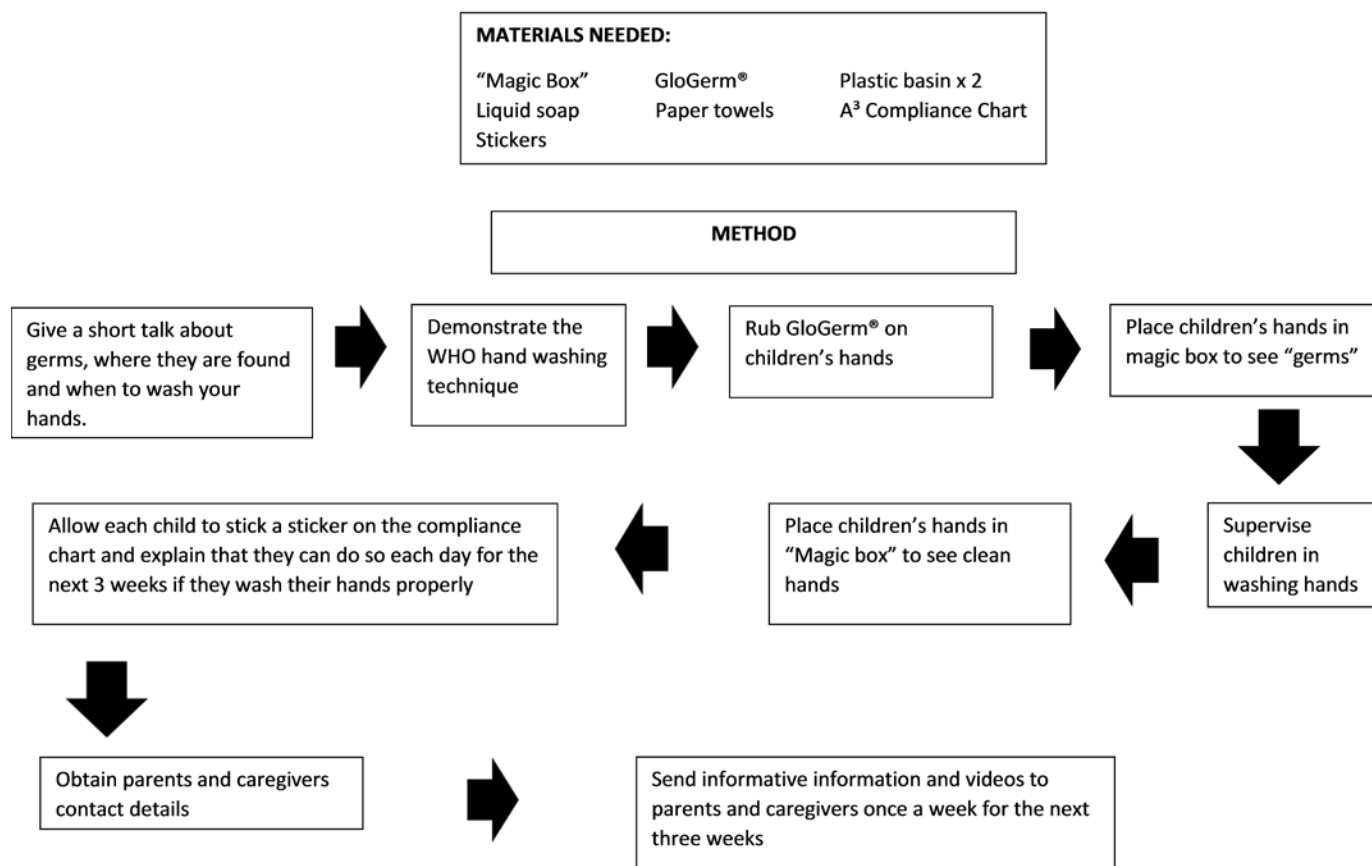 MATERIALS NEEDED:
“Magic Box” GloGerm® Plastic basin x 2
Liquid soap Paper towels A³ Compliance Chart
Stickers
METHOD
Give a short talk about
germs, where they are found
and when to wash your
hands.
Demonstrate the
WHO hand washing
technique
Rub GloGerm® on
children’s hands
Place children’s hands in
magic box to see “germs”
Supervise
children in
washing hands
Place children’s hands in
“Magic box” to see clean
hands
Allow each child to stick a sticker on the compliance
chart and explain that they can do so each day for the
next 3 weeks if they wash their hands properly
Obtain parents and caregivers
contact details
Send informative information and videos to
parents and caregivers once a week for the next
three weeks